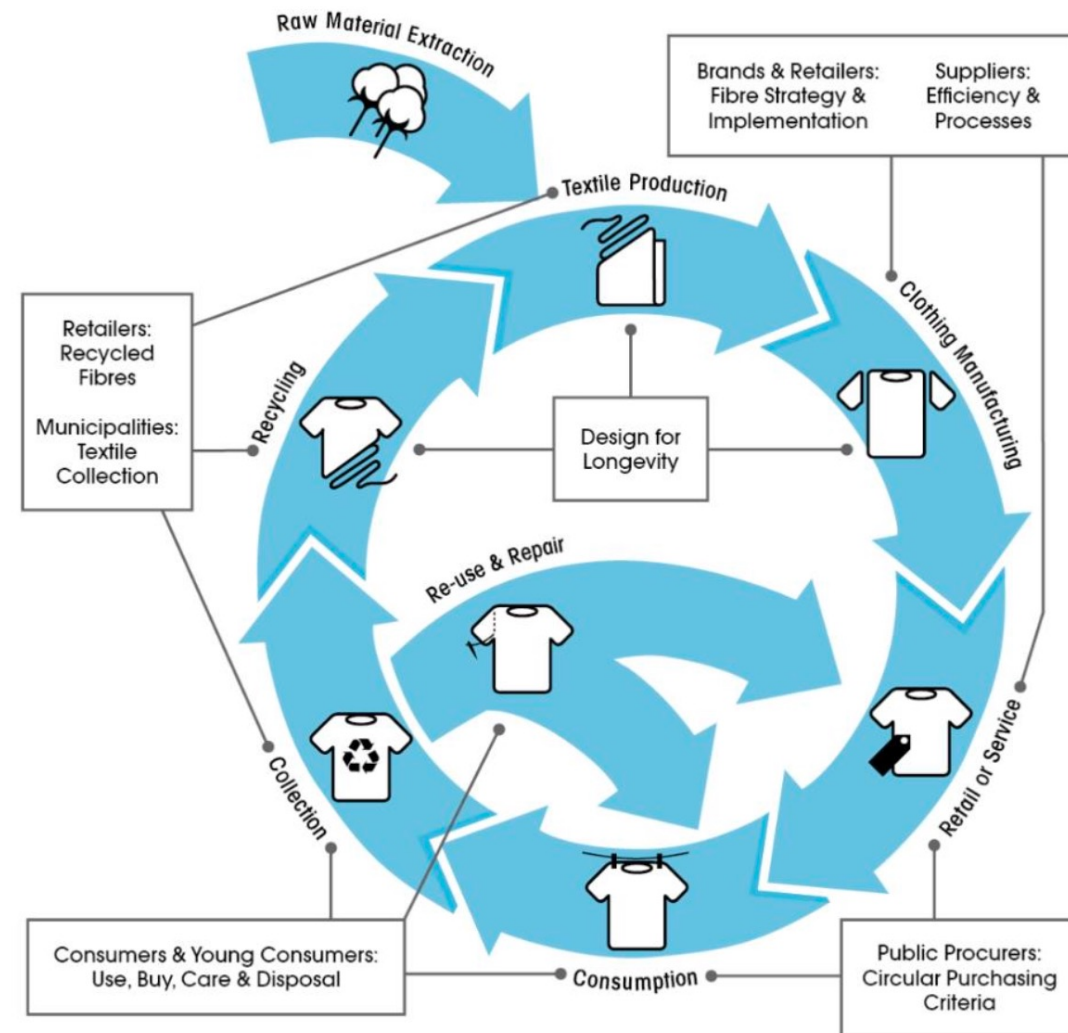 Raw Material Extraction
Brands & Retailers:
Fibre Strategy &
Implementation
Suppliers:
Efficiency &
Processes
Textile Production
Clothing Manufacturing
Retailers:
Recycled
Fibres
Municipalities:
Textile
Collection
Recycling
Design for
Longevity
Re-use & Repair
Retail or Service
Collection
Consumers & Young Consumers:
Use, Buy, Care & Disposal
Consumption
Public Procurers:
Circular Purchasing
Criteria